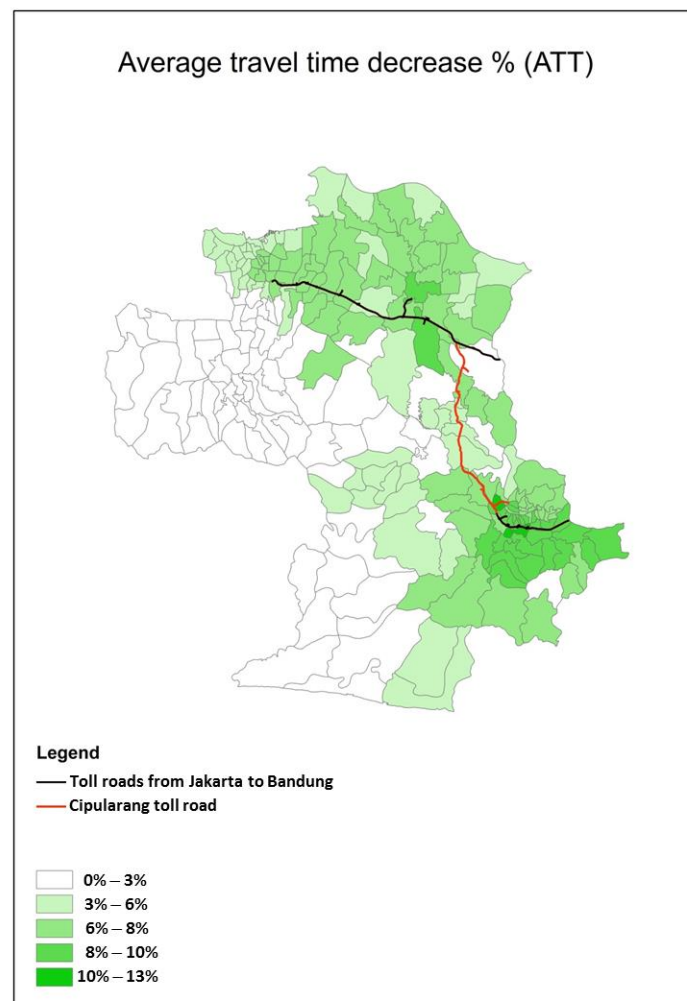 Average travel time decrease % (ATT)
Legend
Toll roads from Jakarta to Bandung
Cipularang toll road
0% – 3%
3% – 6%
6% – 8%
8% – 10%
10% – 13%